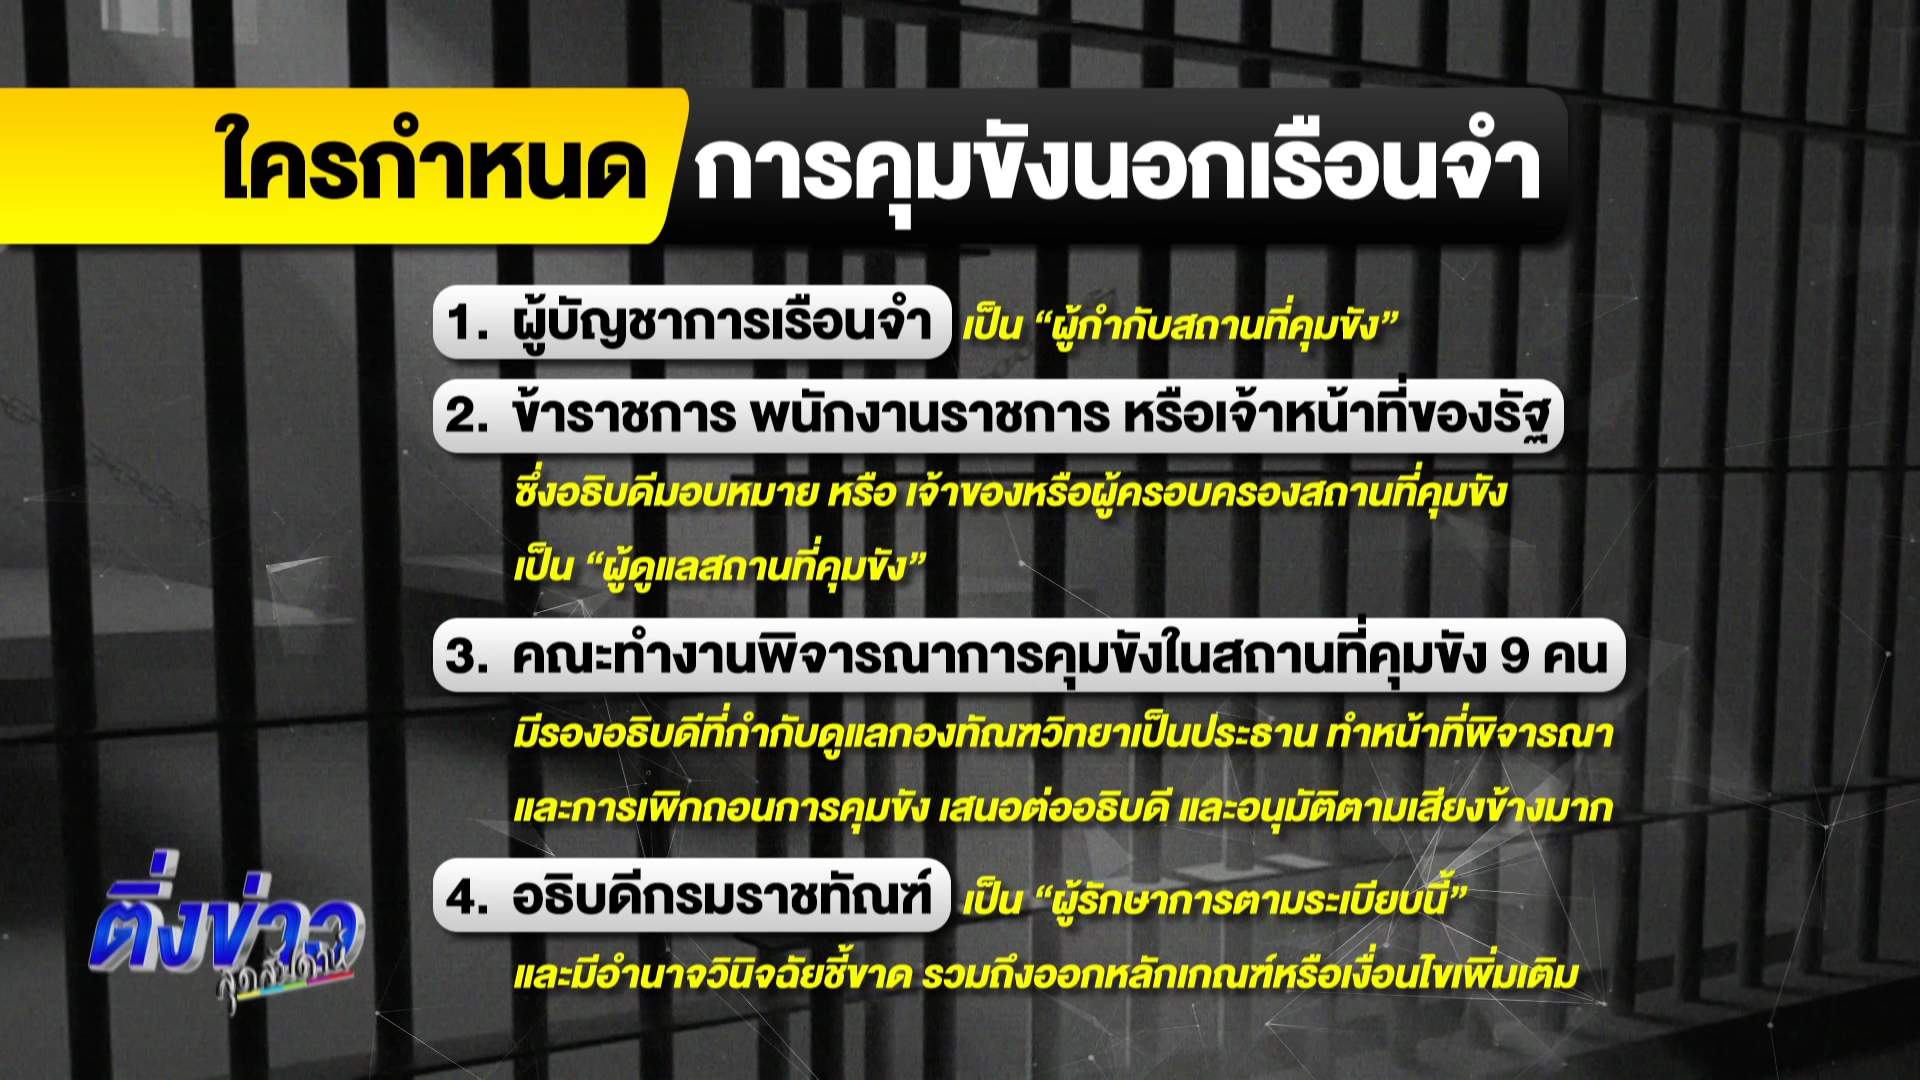 ใครกำหนด การคุมขังนอกเรือนจำ
1. ผู้บัญชาการเรือนจำ เป็น “ผู้กำกับสถานที่คุมขัง”
2. ข้าราชการ พนักงานราชการ หรือเจ้าหน้าที่ของรัฐ
ซึ่งอธิบดีมอบหมาย หรือ เจ้าของหรือผู้ครอบครองสถานที่คุมขัง
เป็น “ผู้ดูแลสถานที่คุมขัง”
3. คณะทำงานพิจารณาการคุมขังในสถานที่คุมขัง 9 คน
มีรองอธิบดีที่กำกับดูแลกองทัณฑวิทยาเป็นประธาน ทำหน้าที่พิจารณา
และการเพิกถอนการคุมขัง เสนอต่ออธิบดี และอนุมัติตามเสียงข้างมาก
4. อธิบดีกรมราชทัณฑ์ เป็น “ผู้รักษาการตามระเบียบนี้”
และมีอำนาจวินิจฉัยชี้ขาด รวมถึงออกหลักเกณฑ์หรือเงื่อนไขเพิ่มเติม
ติ่งข่าว
สุดสัปดาห์